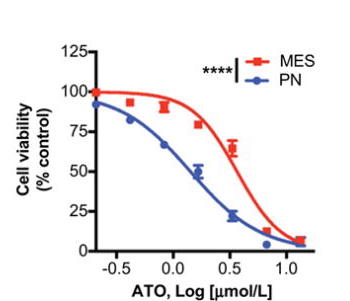 125
100
75
50
25
0
Cell viability
(% control)
**** MES
PN
-0.5 0.0 0.5 1.0
ATO, Log [μmol/L]